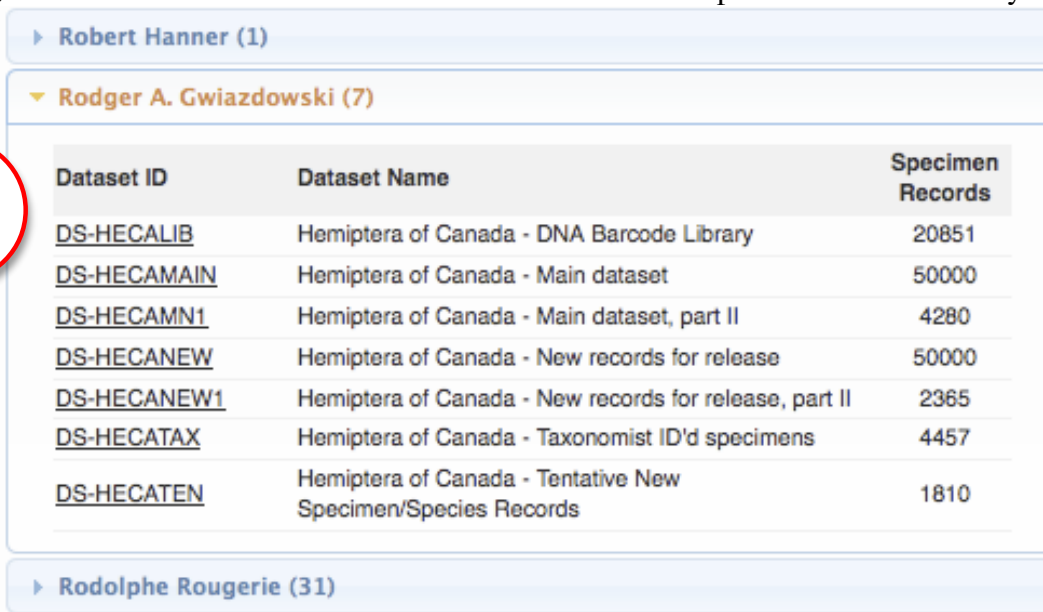 Robert Hanner (1)
Rodger A. Gwiazdowski (7)
Dataset ID Dataset Name Specimen Records
DS-HECALIB Hemiptera of Canada - DNA Barcode Library 20851
DS-HECAMAIN Hemiptera of Canada - Main dataset 50000
DS-HECAMN1 Hemiptera of Canada - Main dataset, part II 4280
DS-HECANEW Hemiptera of Canada - New records for release 50000
DS-HECANEW1 Hemiptera of Canada - New records for release, part II 2365
DS-HECATAX Hemiptera of Canada - Taxonomist ID'd specimens 4457
DS-HECATEN Hemiptera of Canada - Tentative New
Specimen/Species Records 1810
Rodolphe Rougerie (31)